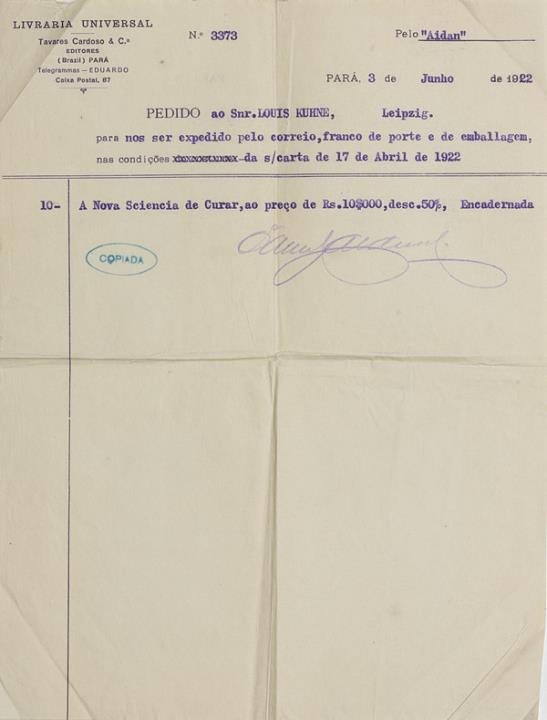 LIVRARIA UNIVERSAL
Tavares Cardoso & C.ª
EDITORES
(Brazil) PARÁ
Telegrammas — EDUARDO
Caixa Postal, 67
N.º 3373
Pelo "Aidan"
PARÁ, 3 de Junho de 1922
PEDIDO ao Snr. LOUIS KUHNE, Leipzig.
para nos ser expedido pelo correio, franco de porte e de emballagem,
nas condições da s/carta de 17 de Abril de 1922
10- A Nova Sciencia de Curar, ao preço de Rs.10$000, desc.50%, Encadernada
COPIADA